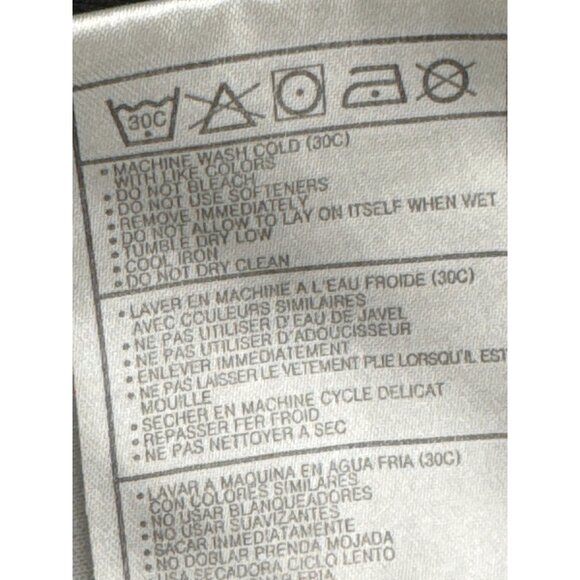 30C
• MACHINE WASH COLD (30C)
WITH LIKE COLORS
• DO NOT BLEACH
• DO NOT USE SOFTENERS
• REMOVE IMMEDIATELY
• DO NOT ALLOW TO LAY ON ITSELF WHEN WET
• TUMBLE DRY LOW
• COOL IRON
• DO NOT DRY CLEAN
• LAVER EN MACHINE A L'EAU FROIDE (30C)
AVEC COULEURS SIMILAIRES
• NE PAS UTILISER D'EAU DE JAVEL
• NE PAS UTILISER D'ADOUCISSEUR
• ENLEVER IMMEDIATEMENT
• NE PAS LAISSER LE VETEMENT PLIE LORSQU'IL EST
MOUILLE
• SECHER EN MACHINE CYCLE DELICAT
• REPASSER FER FROID
• NE PAS NETTOYER A SEC
• LAVAR A MAQUINA EN AGUA FRIA (30C)
CON COLORES SIMILARES
• NO USAR BLANQUEADORES
• NO USAR SUAVIZANTES
• SACAR INMEDIATAMENTE
• NO DOBLAR PRENDA MOJADA
• USA SECADORA CICLO LENTO